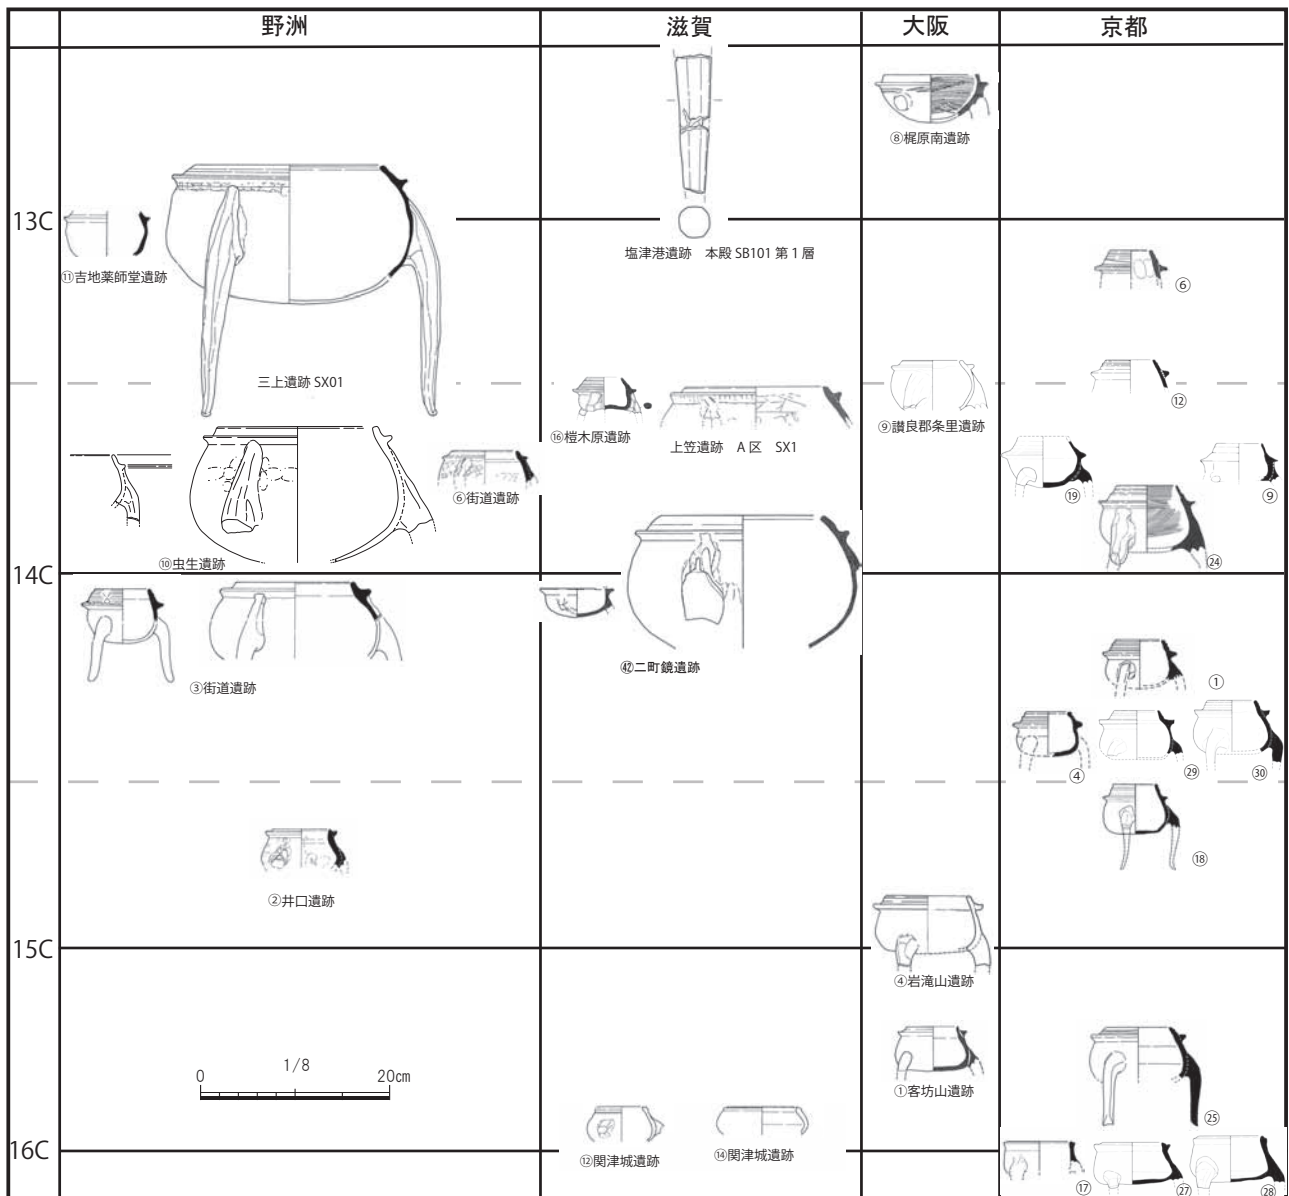 野洲 滋賀 大阪 京都
⑧梶原南遺跡
13C
塩津港遺跡 本殿 SB101 第1層
⑪吉地薬師堂遺跡
⑥
三上遺跡 SX01
⑫
⑯榿木原遺跡
上笠遺跡 A区 SX1
⑨讃良郡条里遺跡
⑥街道遺跡
⑲
⑨
⑩虫生遺跡
㉔
14C
㊷二町鏡遺跡
③街道遺跡
①
④
㉙
㉚
⑱
②井口遺跡
15C
④岩滝山遺跡
1/8
0 20cm
①客坊山遺跡
㉕
16C
⑫関津城遺跡
⑭関津城遺跡
⑰
㉗
㉘